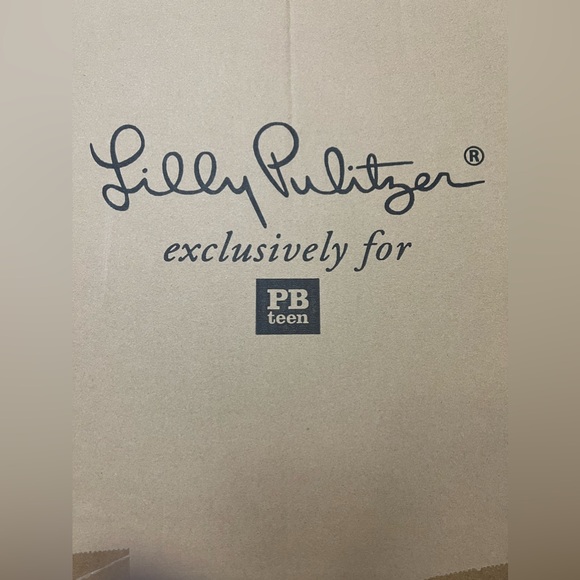 Lilly Pulitzer®
exclusively for
PB
teen